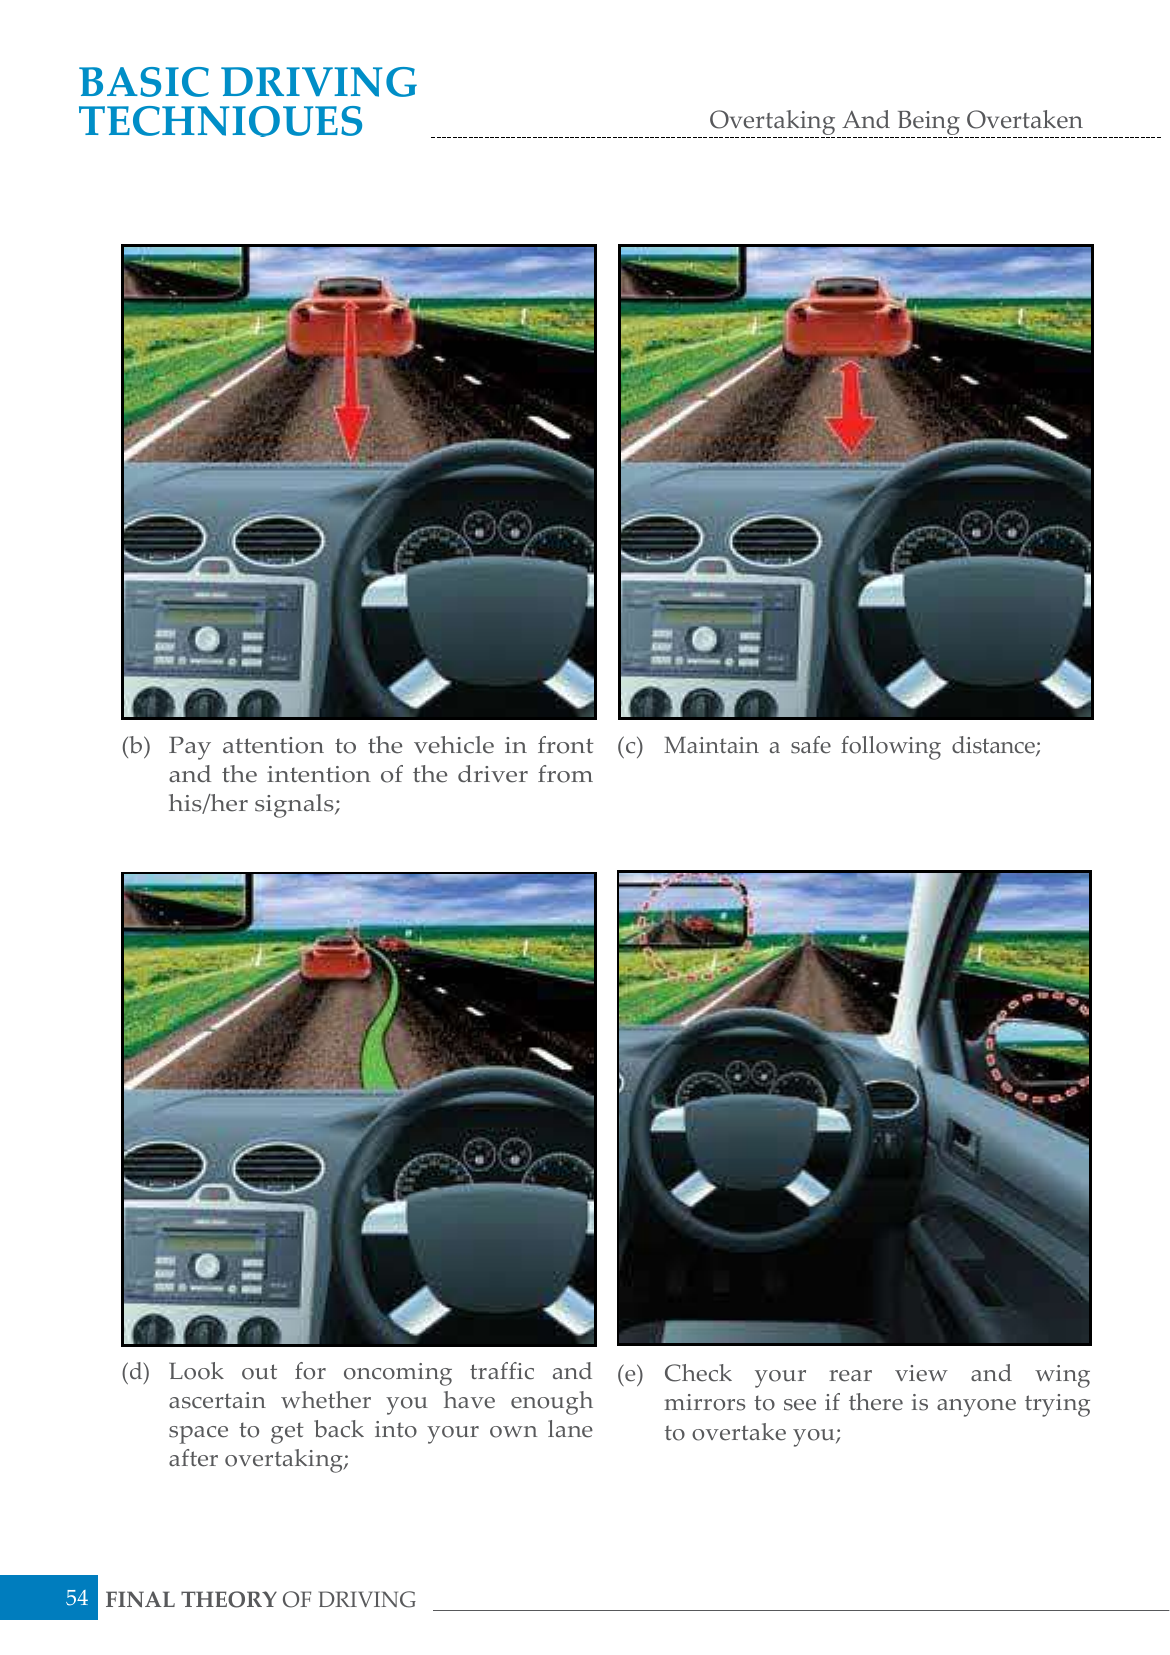 BASIC DRIVING
TECHNIQUES
Overtaking And Being Overtaken
(b) Pay attention to the vehicle in front
and the intention of the driver from
his/her signals;
(c) Maintain a safe following distance;
(d) Look out for oncoming traffic and
ascertain whether you have enough
space to get back into your own lane
after overtaking;
(e) Check your rear view and wing
mirrors to see if there is anyone trying
to overtake you;
54 FINAL THEORY OF DRIVING